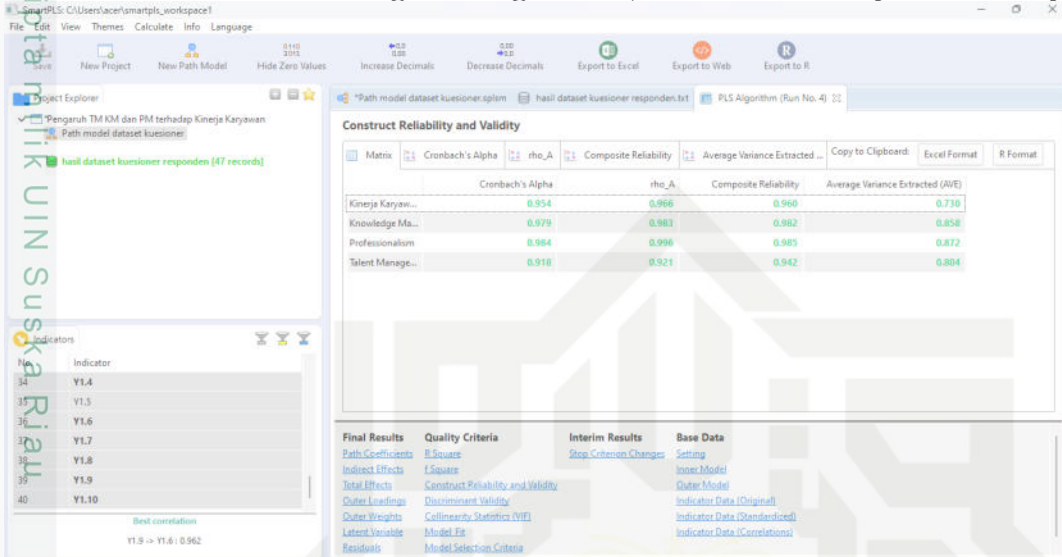 SmartPLS: C:\Users\acer\smartpls_workspace1
File Edit View Themes Calculate Info Language
Save New Project New Path Model Hide Zero Values Increase Decimals Decrease Decimals Export to Excel Export to Web Export to R
Project Explorer
Pengaruh TM KM dan PM terhadap Kinerja Karyawan
Path model dataset kuesioner
hasil dataset kuesioner responden [47 records]
*Path model dataset kuesioner.splsm hasil dataset kuesioner responden.txt PLS Algorithm (Run No. 4)
Construct Reliability and Validity
Matrix Cronbach's Alpha rho_A Composite Reliability Average Variance Extracted ... Copy to Clipboard: Excel Format R Format
Cronbach's Alpha rho_A Composite Reliability Average Variance Extracted (AVE)
Kinerja Karyaw... 0.954 0.966 0.960 0.730
Knowledge Ma... 0.979 0.983 0.982 0.858
Professionalism 0.984 0.996 0.985 0.872
Talent Manage... 0.918 0.921 0.942 0.804
Indicators
No. Indicator
34 Y1.4
35 Y1.5
36 Y1.6
37 Y1.7
38 Y1.8
39 Y1.9
40 Y1.10
Best correlation
Y1.9 -> Y1.6 : 0.962
Final Results Quality Criteria Interim Results Base Data
Path Coefficients R Square Stop Criterion Changes Setting
Indirect Effects f Square Inner Model
Total Effects Construct Reliability and Validity Outer Model
Outer Loadings Discriminant Validity Indicator Data (Original)
Outer Weights Collinearity Statistics (VIF) Indicator Data (Standardized)
Latent Variable Model Fit Indicator Data (Correlations)
Residuals Model Selection Criteria
pta milik UIN Suska Riau